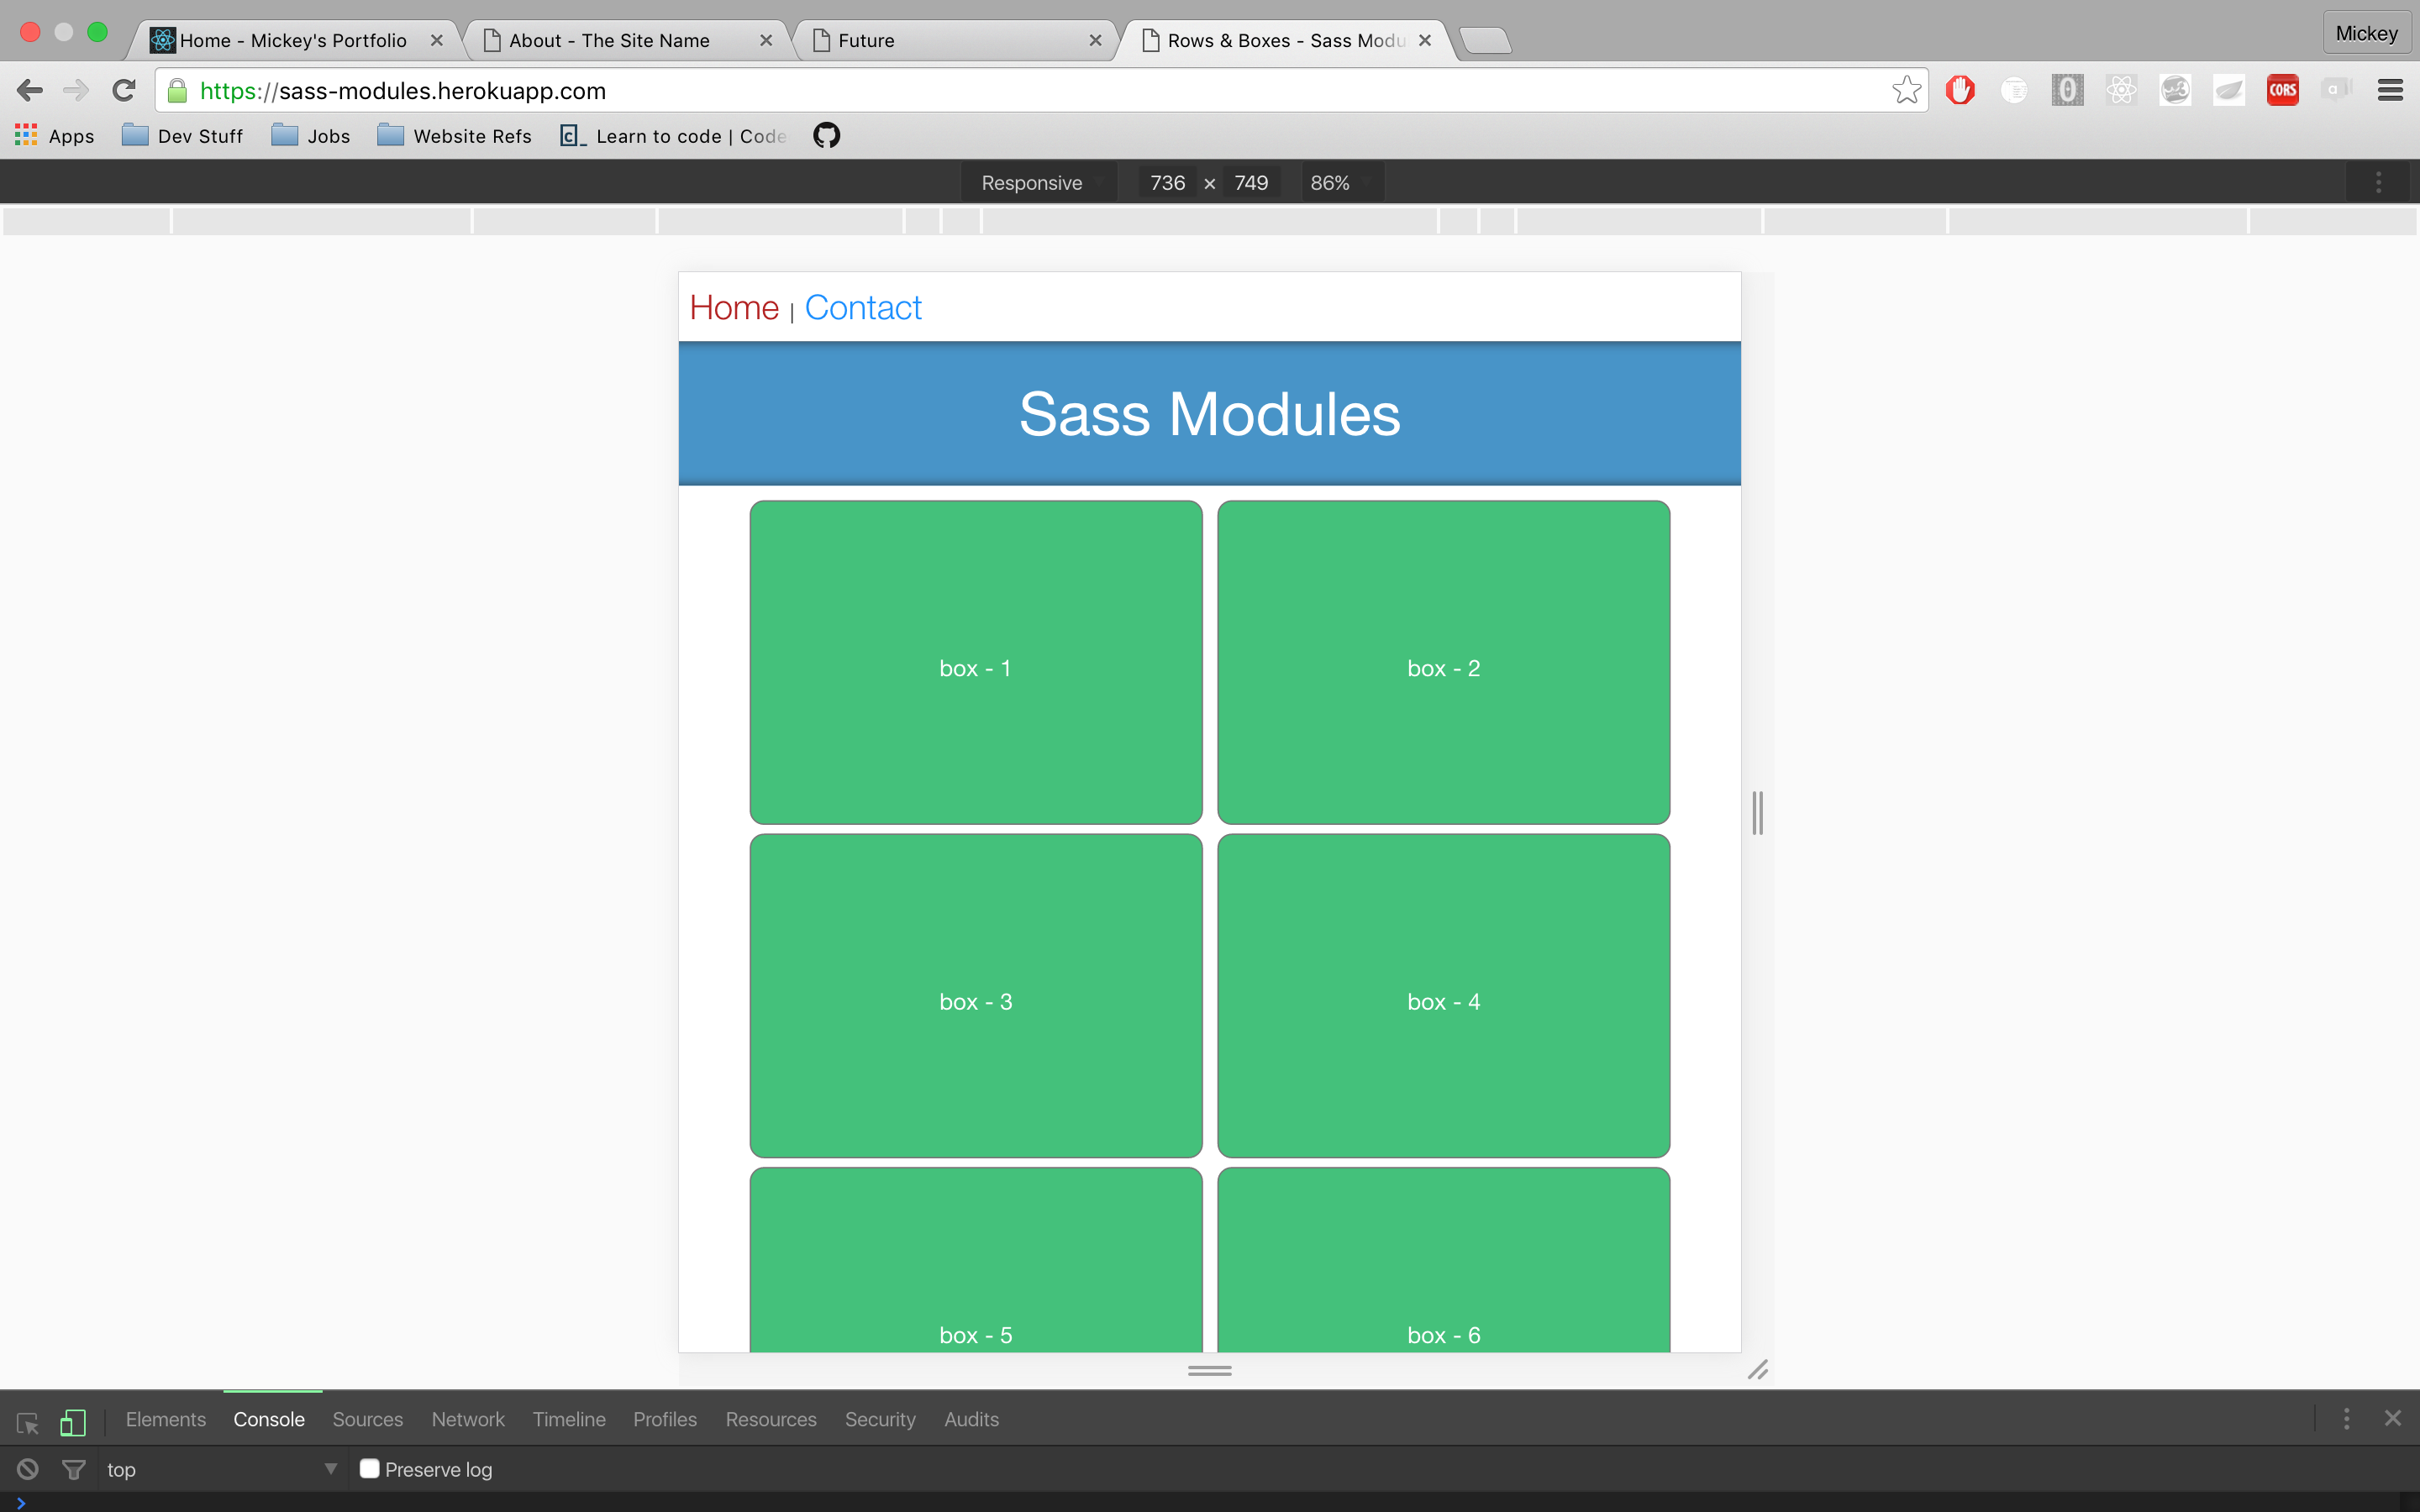 Home - Mickey's Portfolio
About - The Site Name
Future
Rows & Boxes - Sass Modu
Mickey
https://sass-modules.herokuapp.com
CORS
Apps
Dev Stuff
Jobs
Website Refs
Learn to code | Code
Responsive 736 × 749 86%
Home | Contact
Sass Modules
box - 1
box - 2
box - 3
box - 4
box - 5
box - 6
Elements Console Sources Network Timeline Profiles Resources Security Audits
top
Preserve log